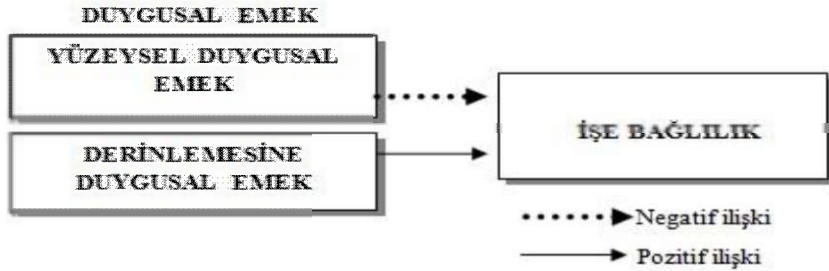 DUYGUSAL EMEK
YÜZEYSEL DUYGUSAL
EMEK
DERİNLEMESİNE
DUYGUSAL EMEK
İŞE BAĞLILIK
Negatif ilişki
Pozitif ilişki